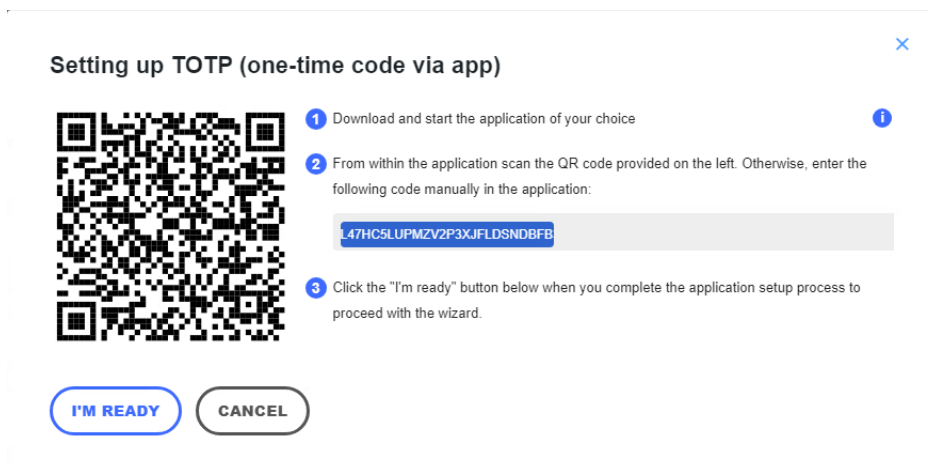 Setting up TOTP (one-time code via app)
1 Download and start the application of your choice
2 From within the application scan the QR code provided on the left. Otherwise, enter the
following code manually in the application:
L47HC5LUPMZV2P3XJFLDSNDBFB
3 Click the "I'm ready" button below when you complete the application setup process to
proceed with the wizard.
I'M READY
CANCEL